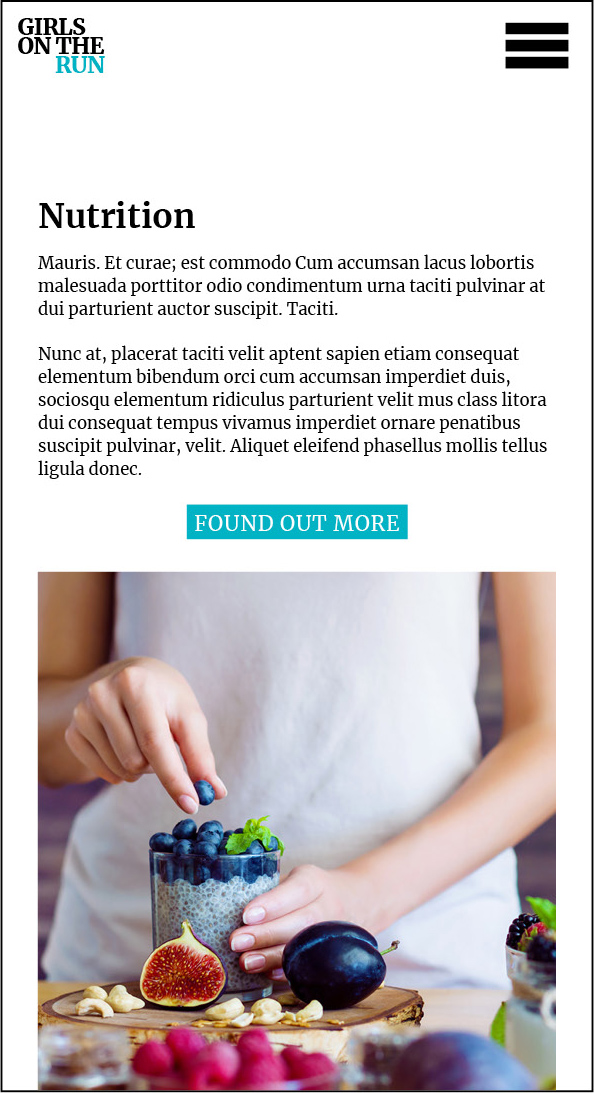 GIRLS
ON THE
RUN
Nutrition
Mauris. Et curae; est commodo Cum accumsan lacus lobortis
malesuada porttitor odio condimentum urna taciti pulvinar at
dui parturient auctor suscipit. Taciti.
Nunc at, placerat taciti velit aptent sapien etiam consequat
elementum bibendum orci cum accumsan imperdiet duis,
sociosqu elementum ridiculus parturient velit mus class litora
dui consequat tempus vivamus imperdiet ornare penatibus
suscipit pulvinar, velit. Aliquet eleifend phasellus mollis tellus
ligula donec.
FOUND OUT MORE